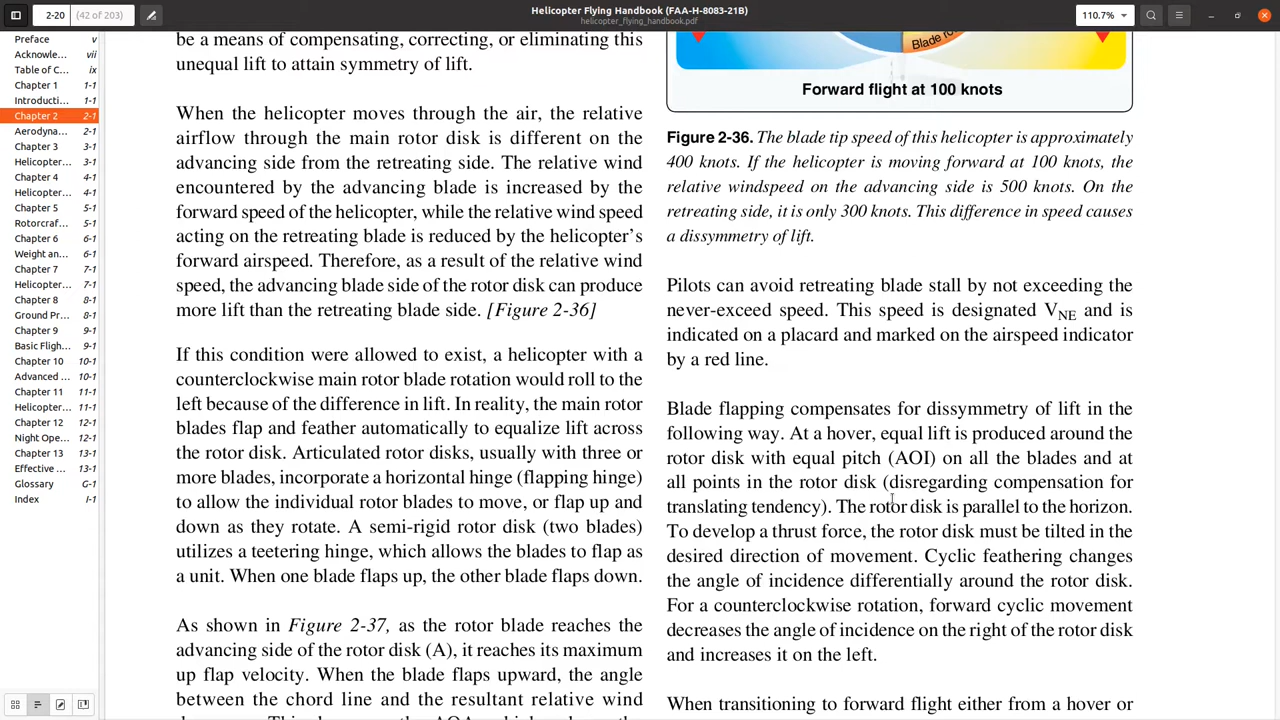 2-20
(42 of 203)
Helicopter Flying Handbook (FAA-H-8083-21B)
helicopter_flying_handbook.pdf
110.7%
Preface v
Acknowle... vii
Table of C... ix
Chapter 1 1-1
Introducti... 1-1
Chapter 2 2-1
Aerodyna... 2-1
Chapter 3 3-1
Helicopter... 3-1
Chapter 4 4-1
Helicopter... 4-1
Chapter 5 5-1
Rotorcraf... 5-1
Chapter 6 6-1
Weight an... 6-1
Chapter 7 7-1
Helicopter... 7-1
Chapter 8 8-1
Ground Pr... 8-1
Chapter 9 9-1
Basic Fligh... 9-1
Chapter 10 10-1
Advanced ... 10-1
Chapter 11 11-1
Helicopter... 11-1
Chapter 12 12-1
Night Ope... 12-1
Chapter 13 13-1
Effective ... 13-1
Glossary G-1
Index I-1
be a means of compensating, correcting, or eliminating this
unequal lift to attain symmetry of lift.
When the helicopter moves through the air, the relative
airflow through the main rotor disk is different on the
advancing side from the retreating side. The relative wind
encountered by the advancing blade is increased by the
forward speed of the helicopter, while the relative wind speed
acting on the retreating blade is reduced by the helicopter's
forward airspeed. Therefore, as a result of the relative wind
speed, the advancing blade side of the rotor disk can produce
more lift than the retreating blade side. [Figure 2-36]
If this condition were allowed to exist, a helicopter with a
counterclockwise main rotor blade rotation would roll to the
left because of the difference in lift. In reality, the main rotor
blades flap and feather automatically to equalize lift across
the rotor disk. Articulated rotor disks, usually with three or
more blades, incorporate a horizontal hinge (flapping hinge)
to allow the individual rotor blades to move, or flap up and
down as they rotate. A semi-rigid rotor disk (two blades)
utilizes a teetering hinge, which allows the blades to flap as
a unit. When one blade flaps up, the other blade flaps down.
As shown in Figure 2-37, as the rotor blade reaches the
advancing side of the rotor disk (A), it reaches its maximum
up flap velocity. When the blade flaps upward, the angle
between the chord line and the resultant relative wind
Blade ro
Forward flight at 100 knots
Figure 2-36. The blade tip speed of this helicopter is approximately
400 knots. If the helicopter is moving forward at 100 knots, the
relative windspeed on the advancing side is 500 knots. On the
retreating side, it is only 300 knots. This difference in speed causes
a dissymmetry of lift.
Pilots can avoid retreating blade stall by not exceeding the
never-exceed speed. This speed is designated VNE and is
indicated on a placard and marked on the airspeed indicator
by a red line.
Blade flapping compensates for dissymmetry of lift in the
following way. At a hover, equal lift is produced around the
rotor disk with equal pitch (AOI) on all the blades and at
all points in the rotor disk (disregarding compensation for
translating tendency). The rotor disk is parallel to the horizon.
To develop a thrust force, the rotor disk must be tilted in the
desired direction of movement. Cyclic feathering changes
the angle of incidence differentially around the rotor disk.
For a counterclockwise rotation, forward cyclic movement
decreases the angle of incidence on the right of the rotor disk
and increases it on the left.
When transitioning to forward flight either from a hover or